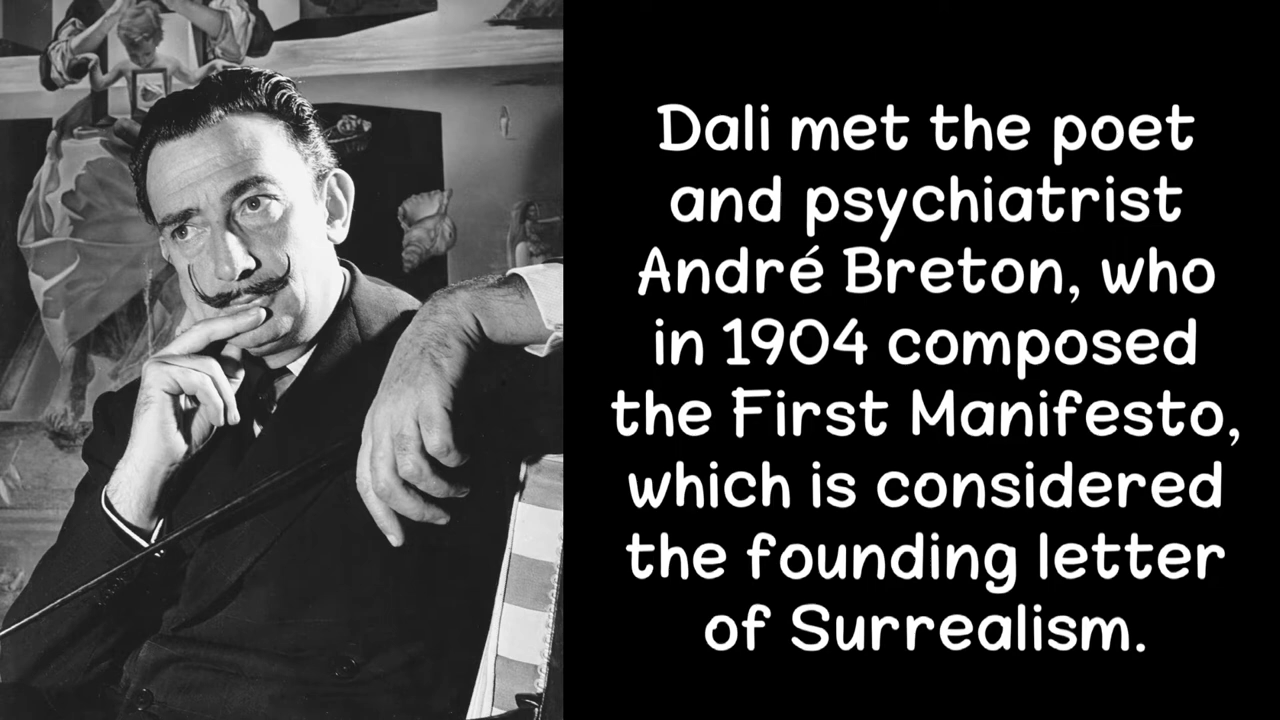 Dali met the poet
and psychiatrist
André Breton, who
in 1904 composed
the First Manifesto,
which is considered
the founding letter
of Surrealism.